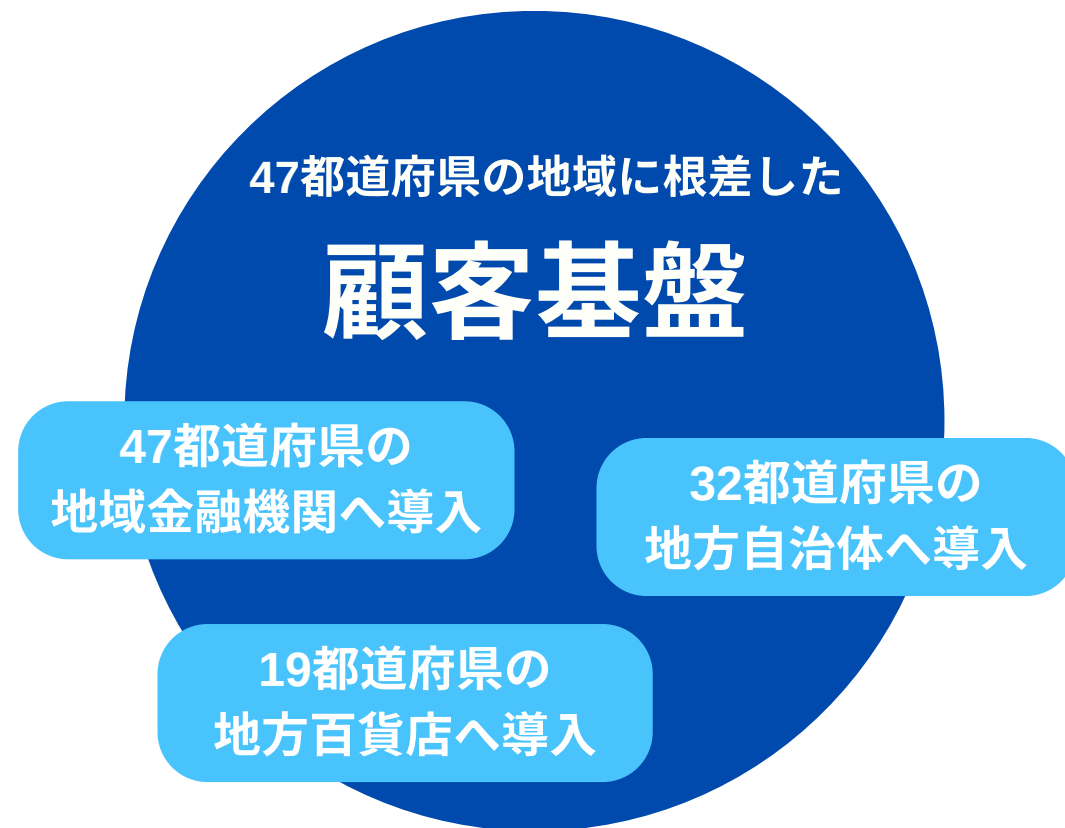 47都道府県の地域に根差した
顧客基盤
47都道府県の
地域金融機関へ導入
32都道府県の
地方自治体へ導入
19都道府県の
地方百貨店へ導入